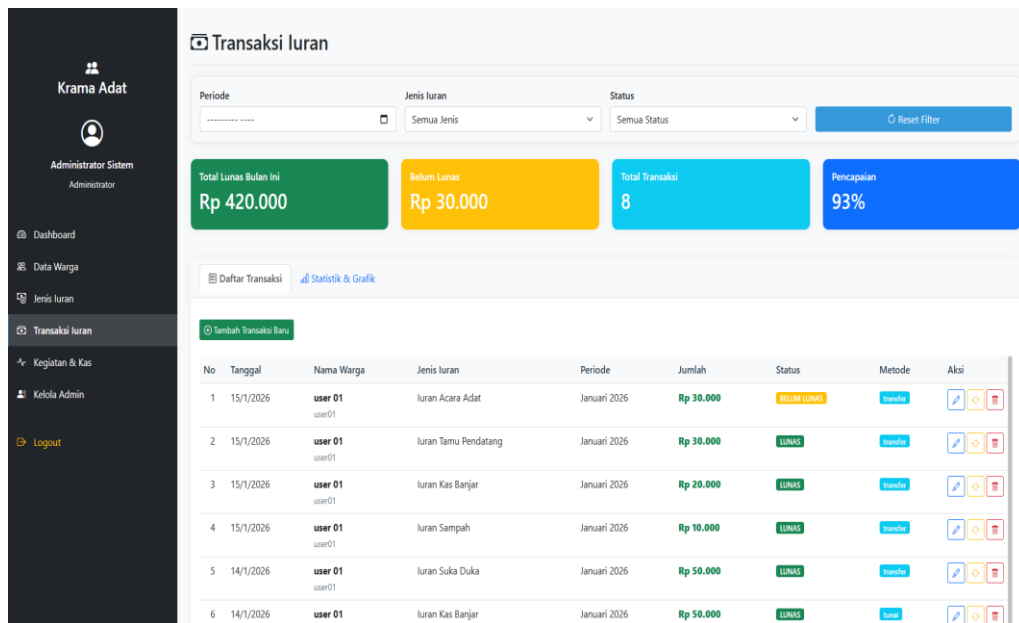 Krama Adat
Administrator Sistem
Administrator
Dashboard
Data Warga
Jenis Iuran
Transaksi Iuran
Kegiatan & Kas
Kelola Admin
Logout
Transaksi Iuran
Periode Jenis Iuran Status
--------- ---- Semua Jenis Semua Status Reset Filter
Total Lunas Bulan Ini Belum Lunas Total Transaksi Pencapaian
Rp 420.000 Rp 30.000 8 93%
Daftar Transaksi Statistik & Grafik
Tambah Transaksi Baru
No Tanggal Nama Warga Jenis Iuran Periode Jumlah Status Metode Aksi
1 15/1/2026 user 01 Iuran Acara Adat Januari 2026 Rp 30.000 BELUM LUNAS transfer
user01
2 15/1/2026 user 01 Iuran Tamu Pendatang Januari 2026 Rp 30.000 LUNAS transfer
user01
3 15/1/2026 user 01 Iuran Kas Banjar Januari 2026 Rp 20.000 LUNAS transfer
user01
4 15/1/2026 user 01 Iuran Sampah Januari 2026 Rp 10.000 LUNAS transfer
user01
5 14/1/2026 user 01 Iuran Suka Duka Januari 2026 Rp 50.000 LUNAS transfer
user01
6 14/1/2026 user 01 Iuran Kas Banjar Januari 2026 Rp 50.000 LUNAS tunai